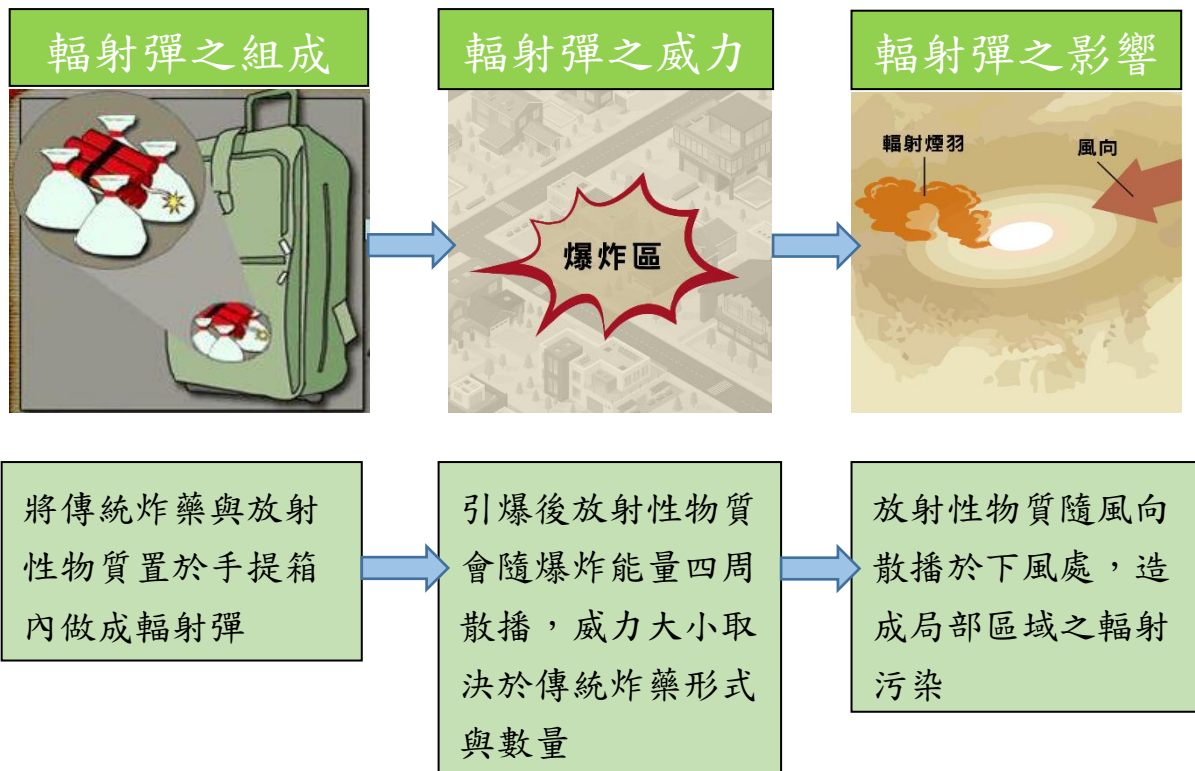 輻射彈之組成
輻射彈之威力
輻射彈之影響
爆炸區
輻射煙羽
風向
將傳統炸藥與放射
性物質置於手提箱
內做成輻射彈
引爆後放射性物質
會隨爆炸能量四周
散播，威力大小取
決於傳統炸藥形式
與數量
放射性物質隨風向
散播於下風處，造
成局部區域之輻射
污染